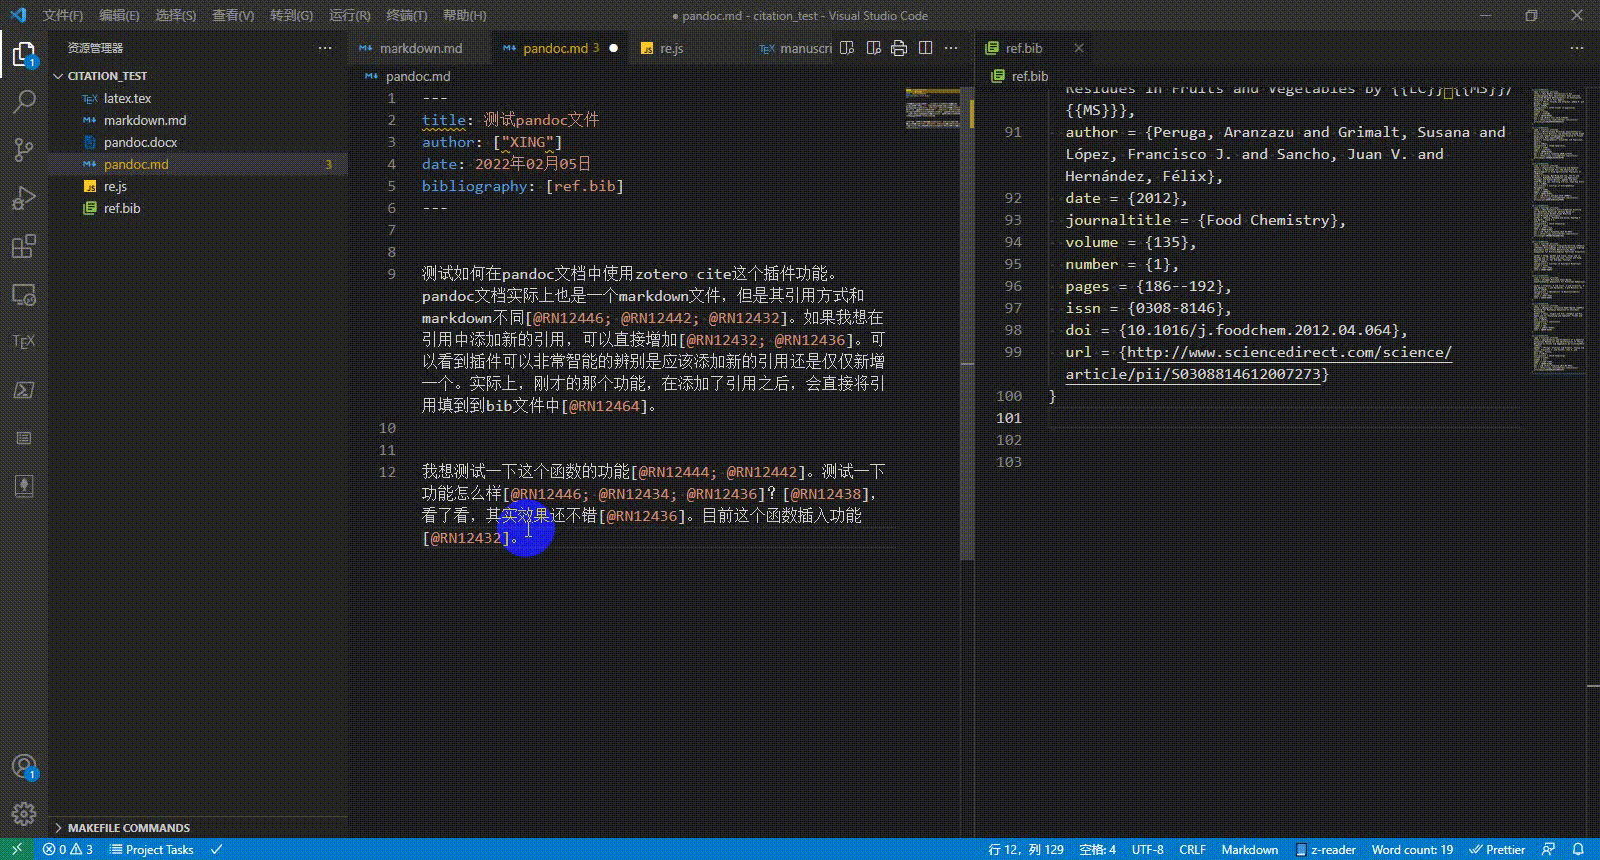 文件(F) 编辑(E) 选择(S) 查看(V) 转到(G) 运行(R) 终端(T) 帮助(H)
● pandoc.md - citation_test - Visual Studio Code
资源管理器
CITATION_TEST
latex.tex
markdown.md
pandoc.docx
pandoc.md 3
re.js
ref.bib
MAKEFILE COMMANDS
markdown.md
pandoc.md 3
re.js
TEX manuscri
pandoc.md
1 ---
2 title: 测试pandoc文件
3 author: ["XING"]
4 date: 2022年02月05日
5 bibliography: [ref.bib]
6 ---
7
8
9 测试如何在pandoc文档中使用zotero cite这个插件功能。
pandoc文档实际上也是一个markdown文件，但是其引用方式和
markdown不同[@RN12446; @RN12442; @RN12432]。如果我想在
引用中添加新的引用，可以直接增加[@RN12432; @RN12436]。可
以看到插件可以非常智能的辨别是应该添加新的引用还是仅仅新增
一个。实际上，刚才的那个功能，在添加了引用之后，会直接将引
用填到到bib文件中[@RN12464]。
10
11
12 我想测试一下这个函数的功能[@RN12444; @RN12442]。测试一下
功能怎么样[@RN12446; @RN12434; @RN12436]？[@RN12438]，
看了看，其实效果还不错[@RN12436]。目前这个函数插入功能
[@RN12432]。
ref.bib
ref.bib
Residues in Fruits and Vegetables by {{LC}} {{MS}}/
{{MS}}},
91 author = {Peruga, Aranzazu and Grimalt, Susana and
López, Francisco J. and Sancho, Juan V. and
Hernández, Félix},
92 date = {2012},
93 journaltitle = {Food Chemistry},
94 volume = {135},
95 number = {1},
96 pages = {186--192},
97 issn = {0308-8146},
98 doi = {10.1016/j.foodchem.2012.04.064},
99 url = {http://www.sciencedirect.com/science/
article/pii/S0308814612007273}
100 }
101
102
103
0 3 Project Tasks
行 12，列 129 空格: 4 UTF-8 CRLF Markdown z-reader Word count: 19 Prettier